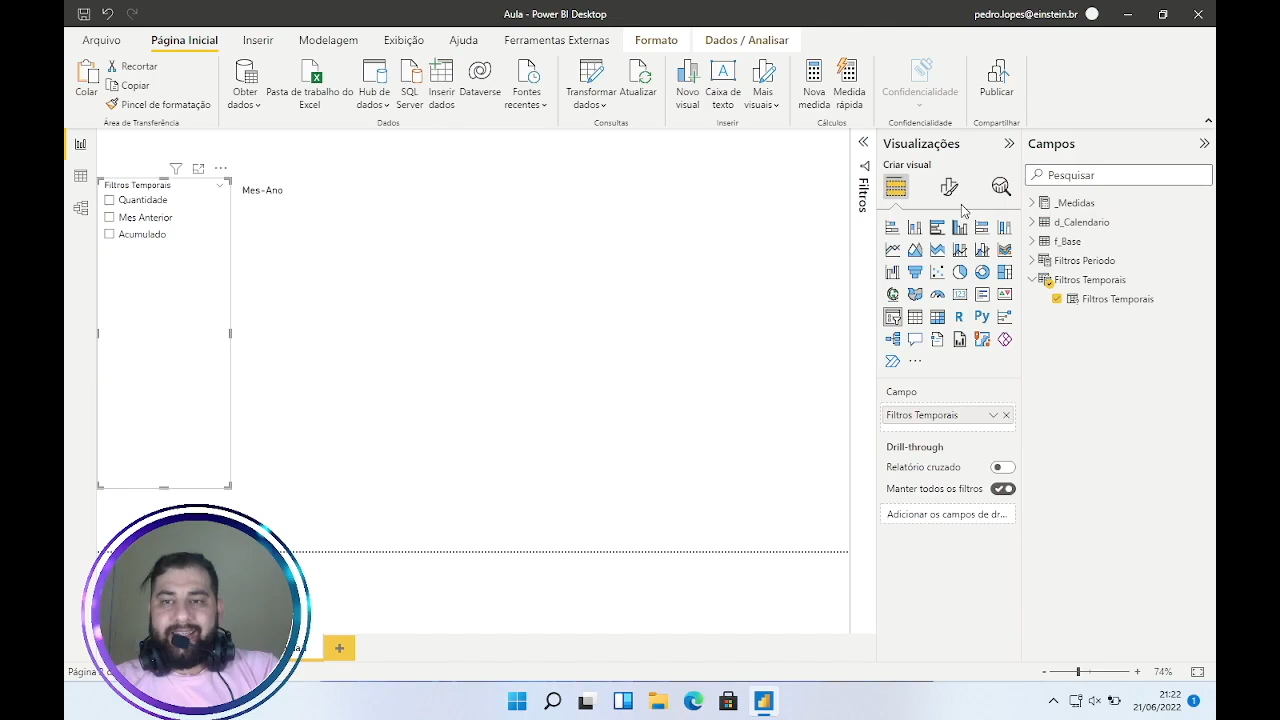 Aula - Power BI Desktop
pedro.lopes@einstein.br
Arquivo
Página Inicial
Inserir
Modelagem
Exibição
Ajuda
Ferramentas Externas
Formato
Dados / Analisar
Colar
Recortar
Copiar
Pincel de formatação
Área de Transferência
Obter dados
Pasta de trabalho do Excel
Hub de dados
SQL Server
Inserir dados
Dataverse
Fontes recentes
Dados
Transformar dados
Atualizar
Consultas
Novo visual
Caixa de texto
Mais visuais
Inserir
Nova medida
Medida rápida
Cálculos
Confidencialidade
Confidencialidade
Publicar
Compartilhar
Filtros Temporais
Quantidade
Mes Anterior
Acumulado
Mes-Ano
Filtros
Visualizações
Criar visual
R
Py
123
Campo
Filtros Temporais
Drill-through
Relatório cruzado
Manter todos os filtros
Adicionar os campos de dr...
Campos
Pesquisar
_Medidas
d_Calendario
f_Base
Filtros Periodo
Filtros Temporais
Filtros Temporais
74%
21:22
21/06/2022
1